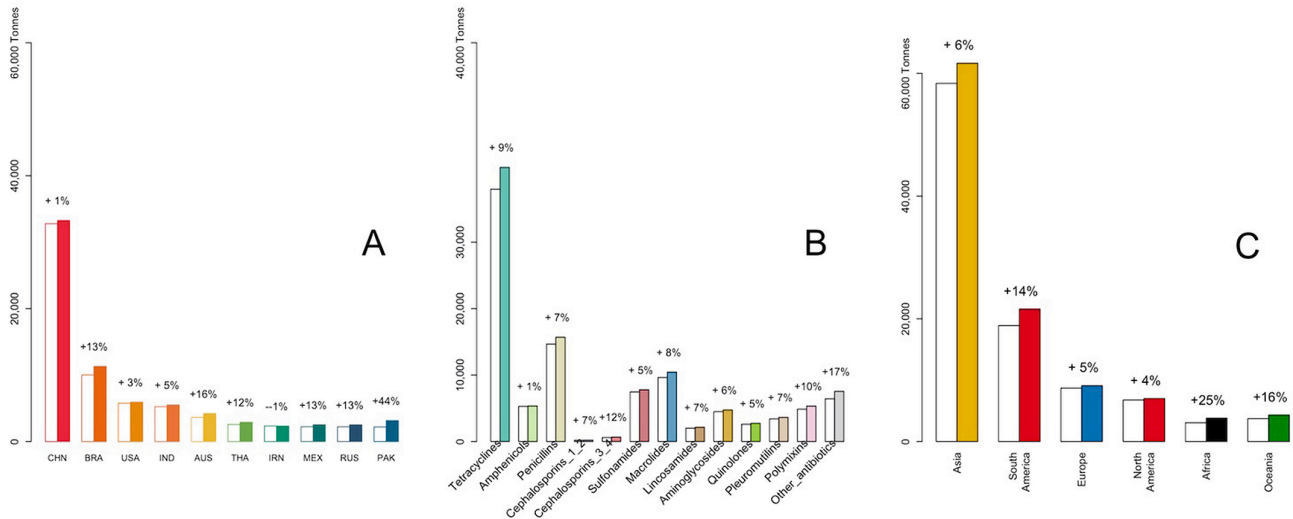 60,000 Tonnes
40,000
20,000
0
+ 1%
+13%
+ 3%
+ 5%
+16%
+12%
--1%
+13%
+13%
+44%
CHN BRA USA IND AUS THA IRN MEX RUS PAK
A
40,000 Tonnes
30,000
20,000
10,000
0
+ 9%
+ 1%
+ 7%
+ 7%
+12%
+ 5%
+ 8%
+ 7%
+ 6%
+ 5%
+ 7%
+10%
+17%
Tetracyclines
Amphenicols
Penicillins
Cephalosporins_1_2
Cephalosporins_3_4
Sulfonamides
Macrolides
Lincosamides
Aminoglycosides
Quinolones
Pleuromutilins
Polymixins
Other_antibiotics
B
60,000 Tonnes
40,000
20,000
0
+ 6%
+14%
+ 5%
+ 4%
+25%
+16%
Asia
South
America
Europe
North
America
Africa
Oceania
C